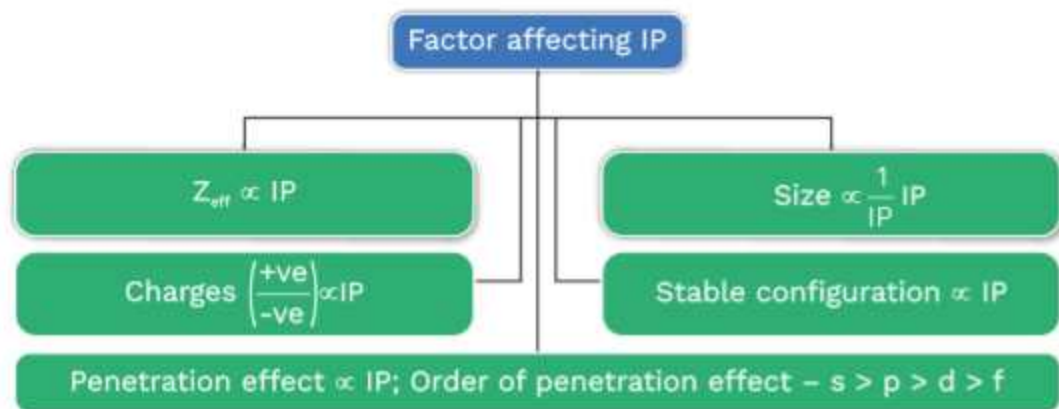 Factor affecting IP
Z_eff ∝ IP
Size ∝ 1/IP IP
Charges (+ve/-ve) ∝IP
Stable configuration ∝ IP
Penetration effect ∝ IP; Order of penetration effect – s > p > d > f